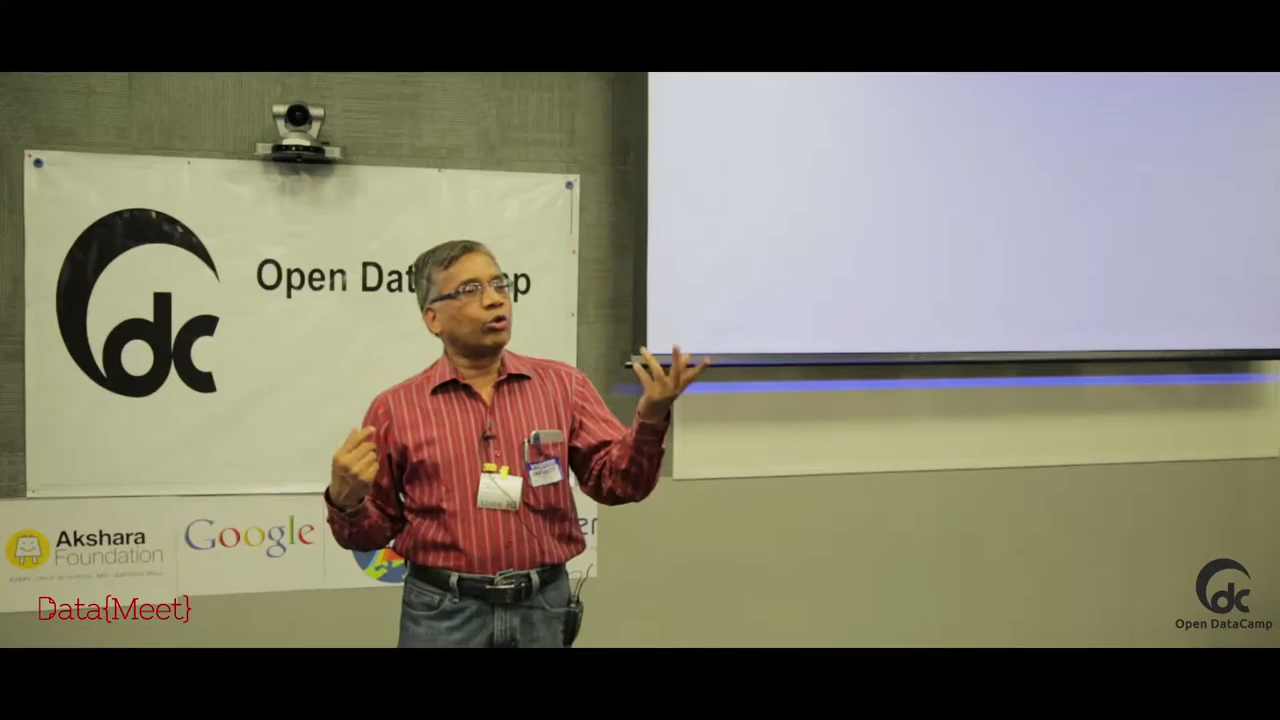 Open Dat p
dc
Akshara
Foundation
Google
Data{Meet}
dc
Open DataCamp